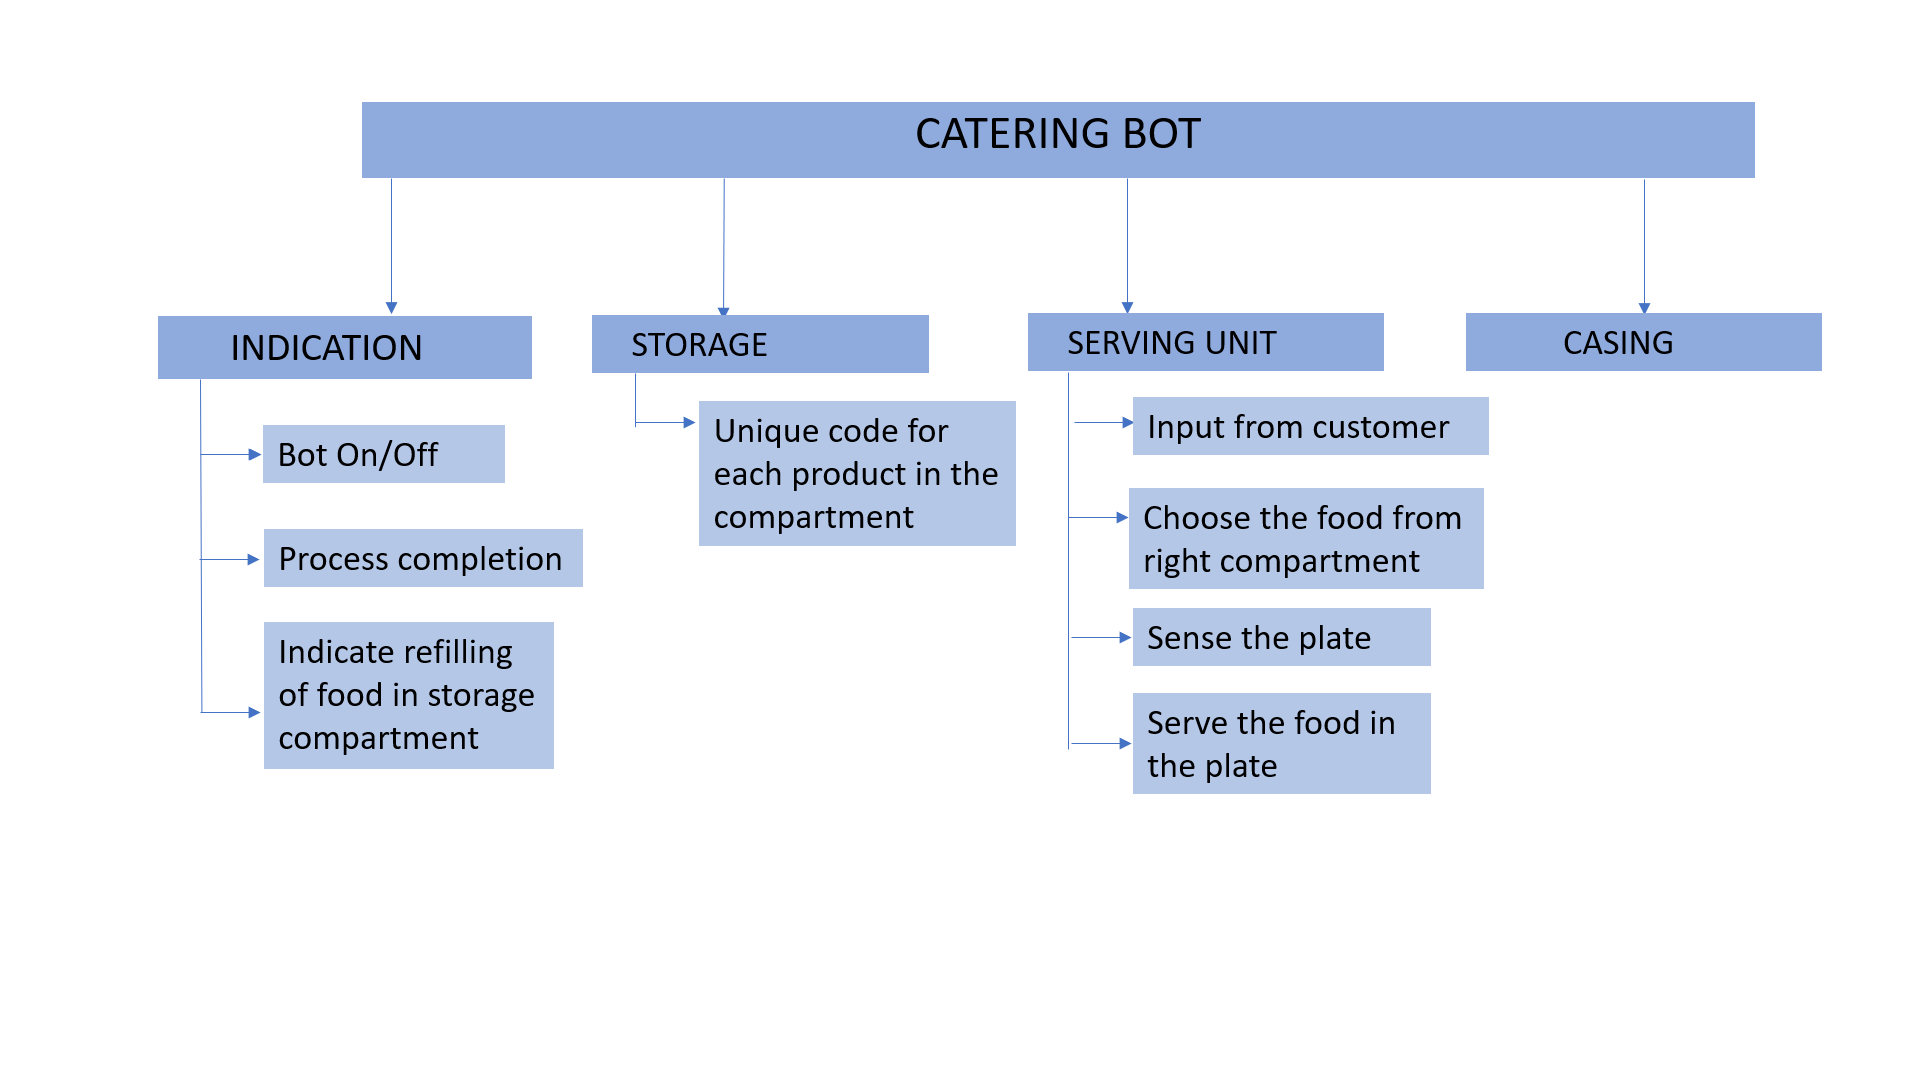 CATERING BOT
INDICATION
Bot On/Off
Process completion
Indicate refilling
of food in storage
compartment
STORAGE
Unique code for
each product in the
compartment
SERVING UNIT
Input from customer
Choose the food from
right compartment
Sense the plate
Serve the food in
the plate
CASING